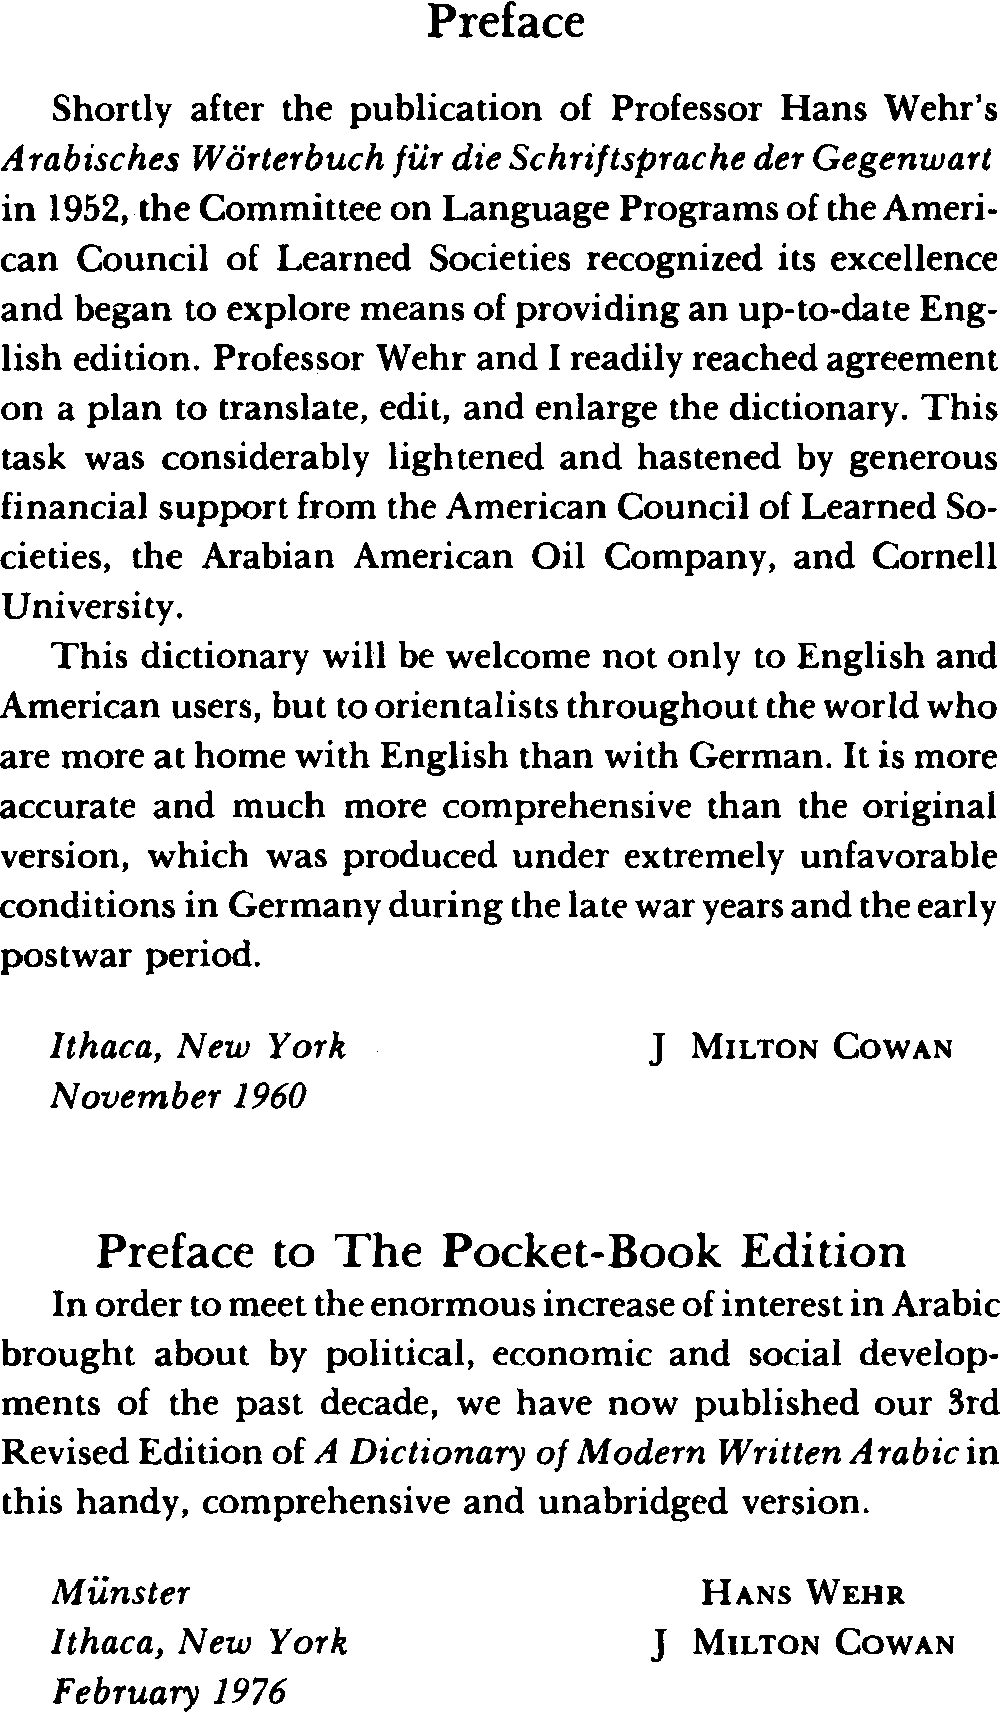 Preface
Shortly after the publication of Professor Hans Wehr's
Arabisches Wörterbuch für die Schriftsprache der Gegenwart
in 1952, the Committee on Language Programs of the Ameri-
can Council of Learned Societies recognized its excellence
and began to explore means of providing an up-to-date Eng-
lish edition. Professor Wehr and I readily reached agreement
on a plan to translate, edit, and enlarge the dictionary. This
task was considerably lightened and hastened by generous
financial support from the American Council of Learned So-
cieties, the Arabian American Oil Company, and Cornell
University.
This dictionary will be welcome not only to English and
American users, but to orientalists throughout the world who
are more at home with English than with German. It is more
accurate and much more comprehensive than the original
version, which was produced under extremely unfavorable
conditions in Germany during the late war years and the early
postwar period.
Ithaca, New York J MILTON COWAN
November 1960
Preface to The Pocket-Book Edition
In order to meet the enormous increase of interest in Arabic
brought about by political, economic and social develop-
ments of the past decade, we have now published our 3rd
Revised Edition of A Dictionary of Modern Written Arabic in
this handy, comprehensive and unabridged version.
Münster HANS WEHR
Ithaca, New York J MILTON COWAN
February 1976